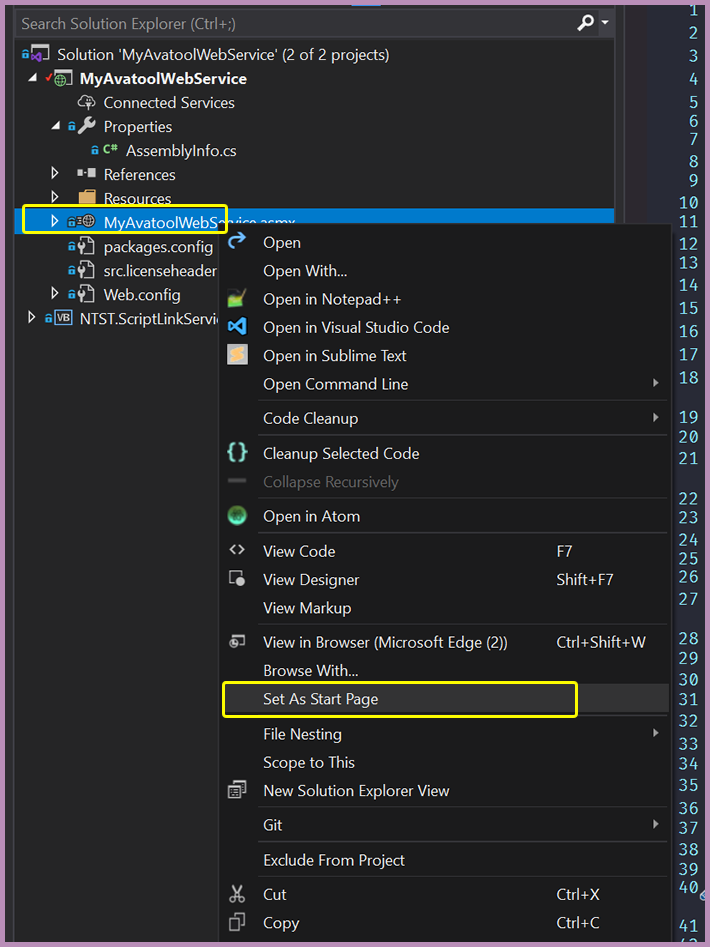 Search Solution Explorer (Ctrl+;)
Solution 'MyAvatoolWebService' (2 of 2 projects)
MyAvatoolWebService
Connected Services
Properties
C# AssemblyInfo.cs
References
Resources
MyAvatoolWebService.asmx
packages.config
src.licenseheader
Web.config
VB NTST.ScriptLinkServi
Open
Open With...
Open in Notepad++
Open in Visual Studio Code
Open in Sublime Text
Open Command Line
Code Cleanup
Cleanup Selected Code
Collapse Recursively
Open in Atom
View Code F7
View Designer Shift+F7
View Markup
View in Browser (Microsoft Edge (2)) Ctrl+Shift+W
Browse With...
Set As Start Page
File Nesting
Scope to This
New Solution Explorer View
Git
Exclude From Project
Cut Ctrl+X
Copy Ctrl+C
1
2
3
4
5
6
7
8
9
10
11
12
13
14
15
16
17
18
19
20
21
22
23
24
25
26
27
28
29
30
31
32
33
34
35
36
37
38
39
40
41